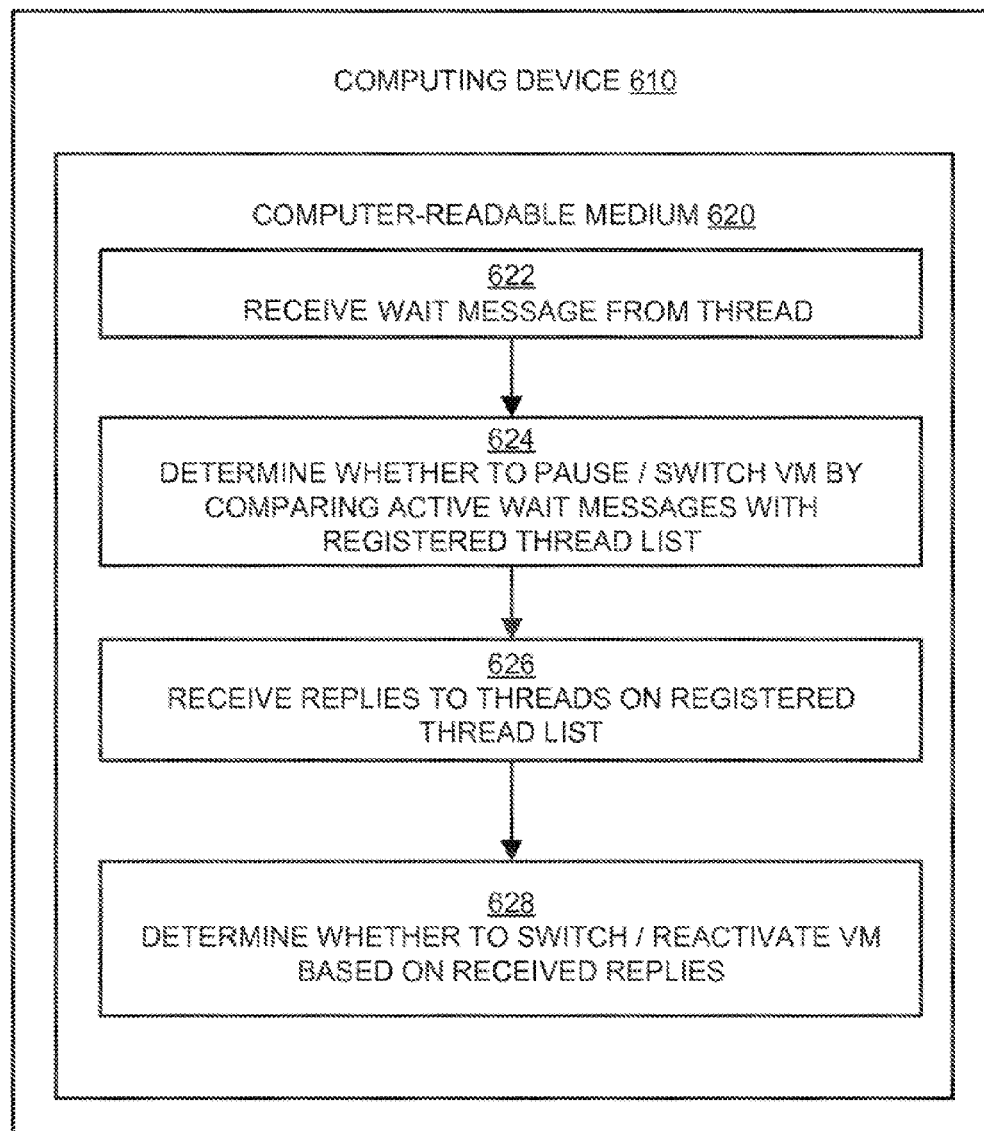 COMPUTING DEVICE 610
COMPUTER-READABLE MEDIUM 620
622
RECEIVE WAIT MESSAGE FROM THREAD
624
DETERMINE WHETHER TO PAUSE / SWITCH VM BY
COMPARING ACTIVE WAIT MESSAGES WITH
REGISTERED THREAD LIST
626
RECEIVE REPLIES TO THREADS ON REGISTERED
THREAD LIST
628
DETERMINE WHETHER TO SWITCH / REACTIVATE VM
BASED ON RECEIVED REPLIES